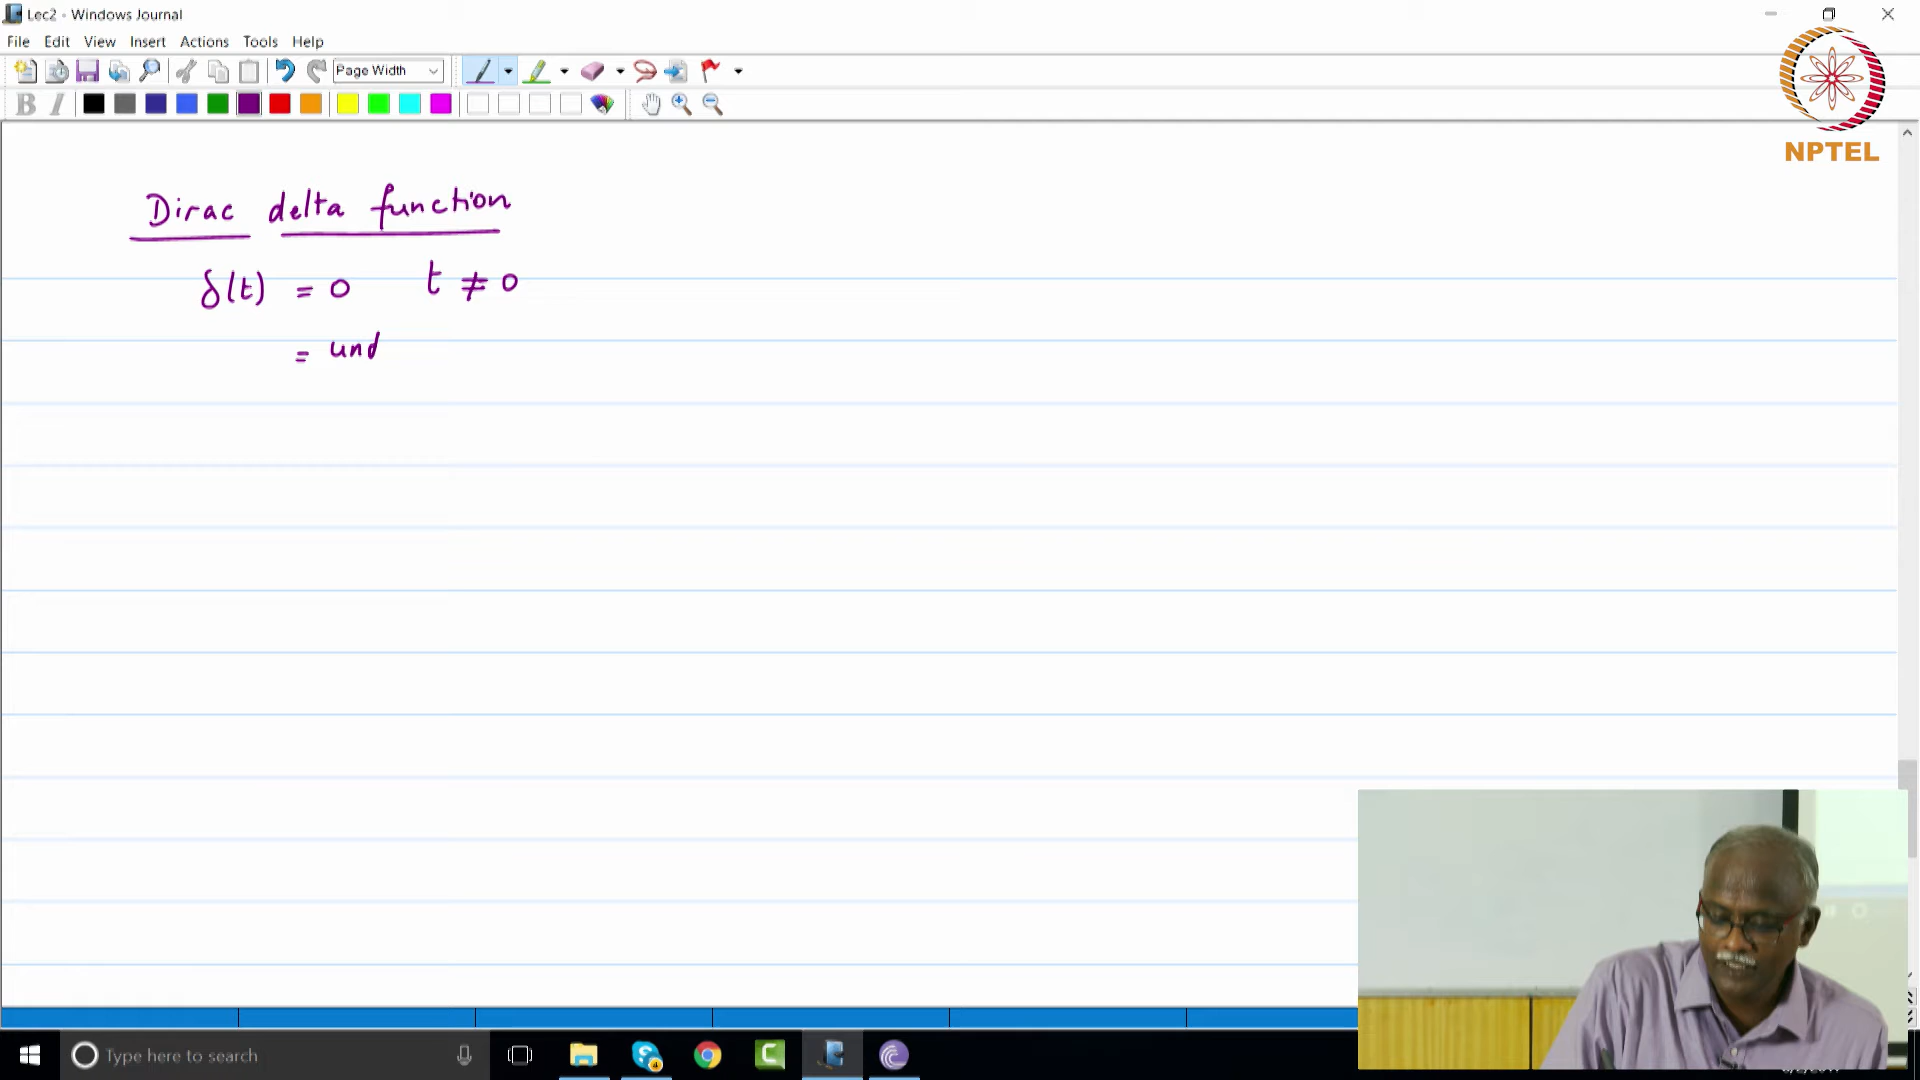 Lec2 - Windows Journal
File Edit View Insert Actions Tools Help
Page Width
B I
NPTEL
Dirac delta function
δ(t) = 0 t ≠ 0
= und
Type here to search